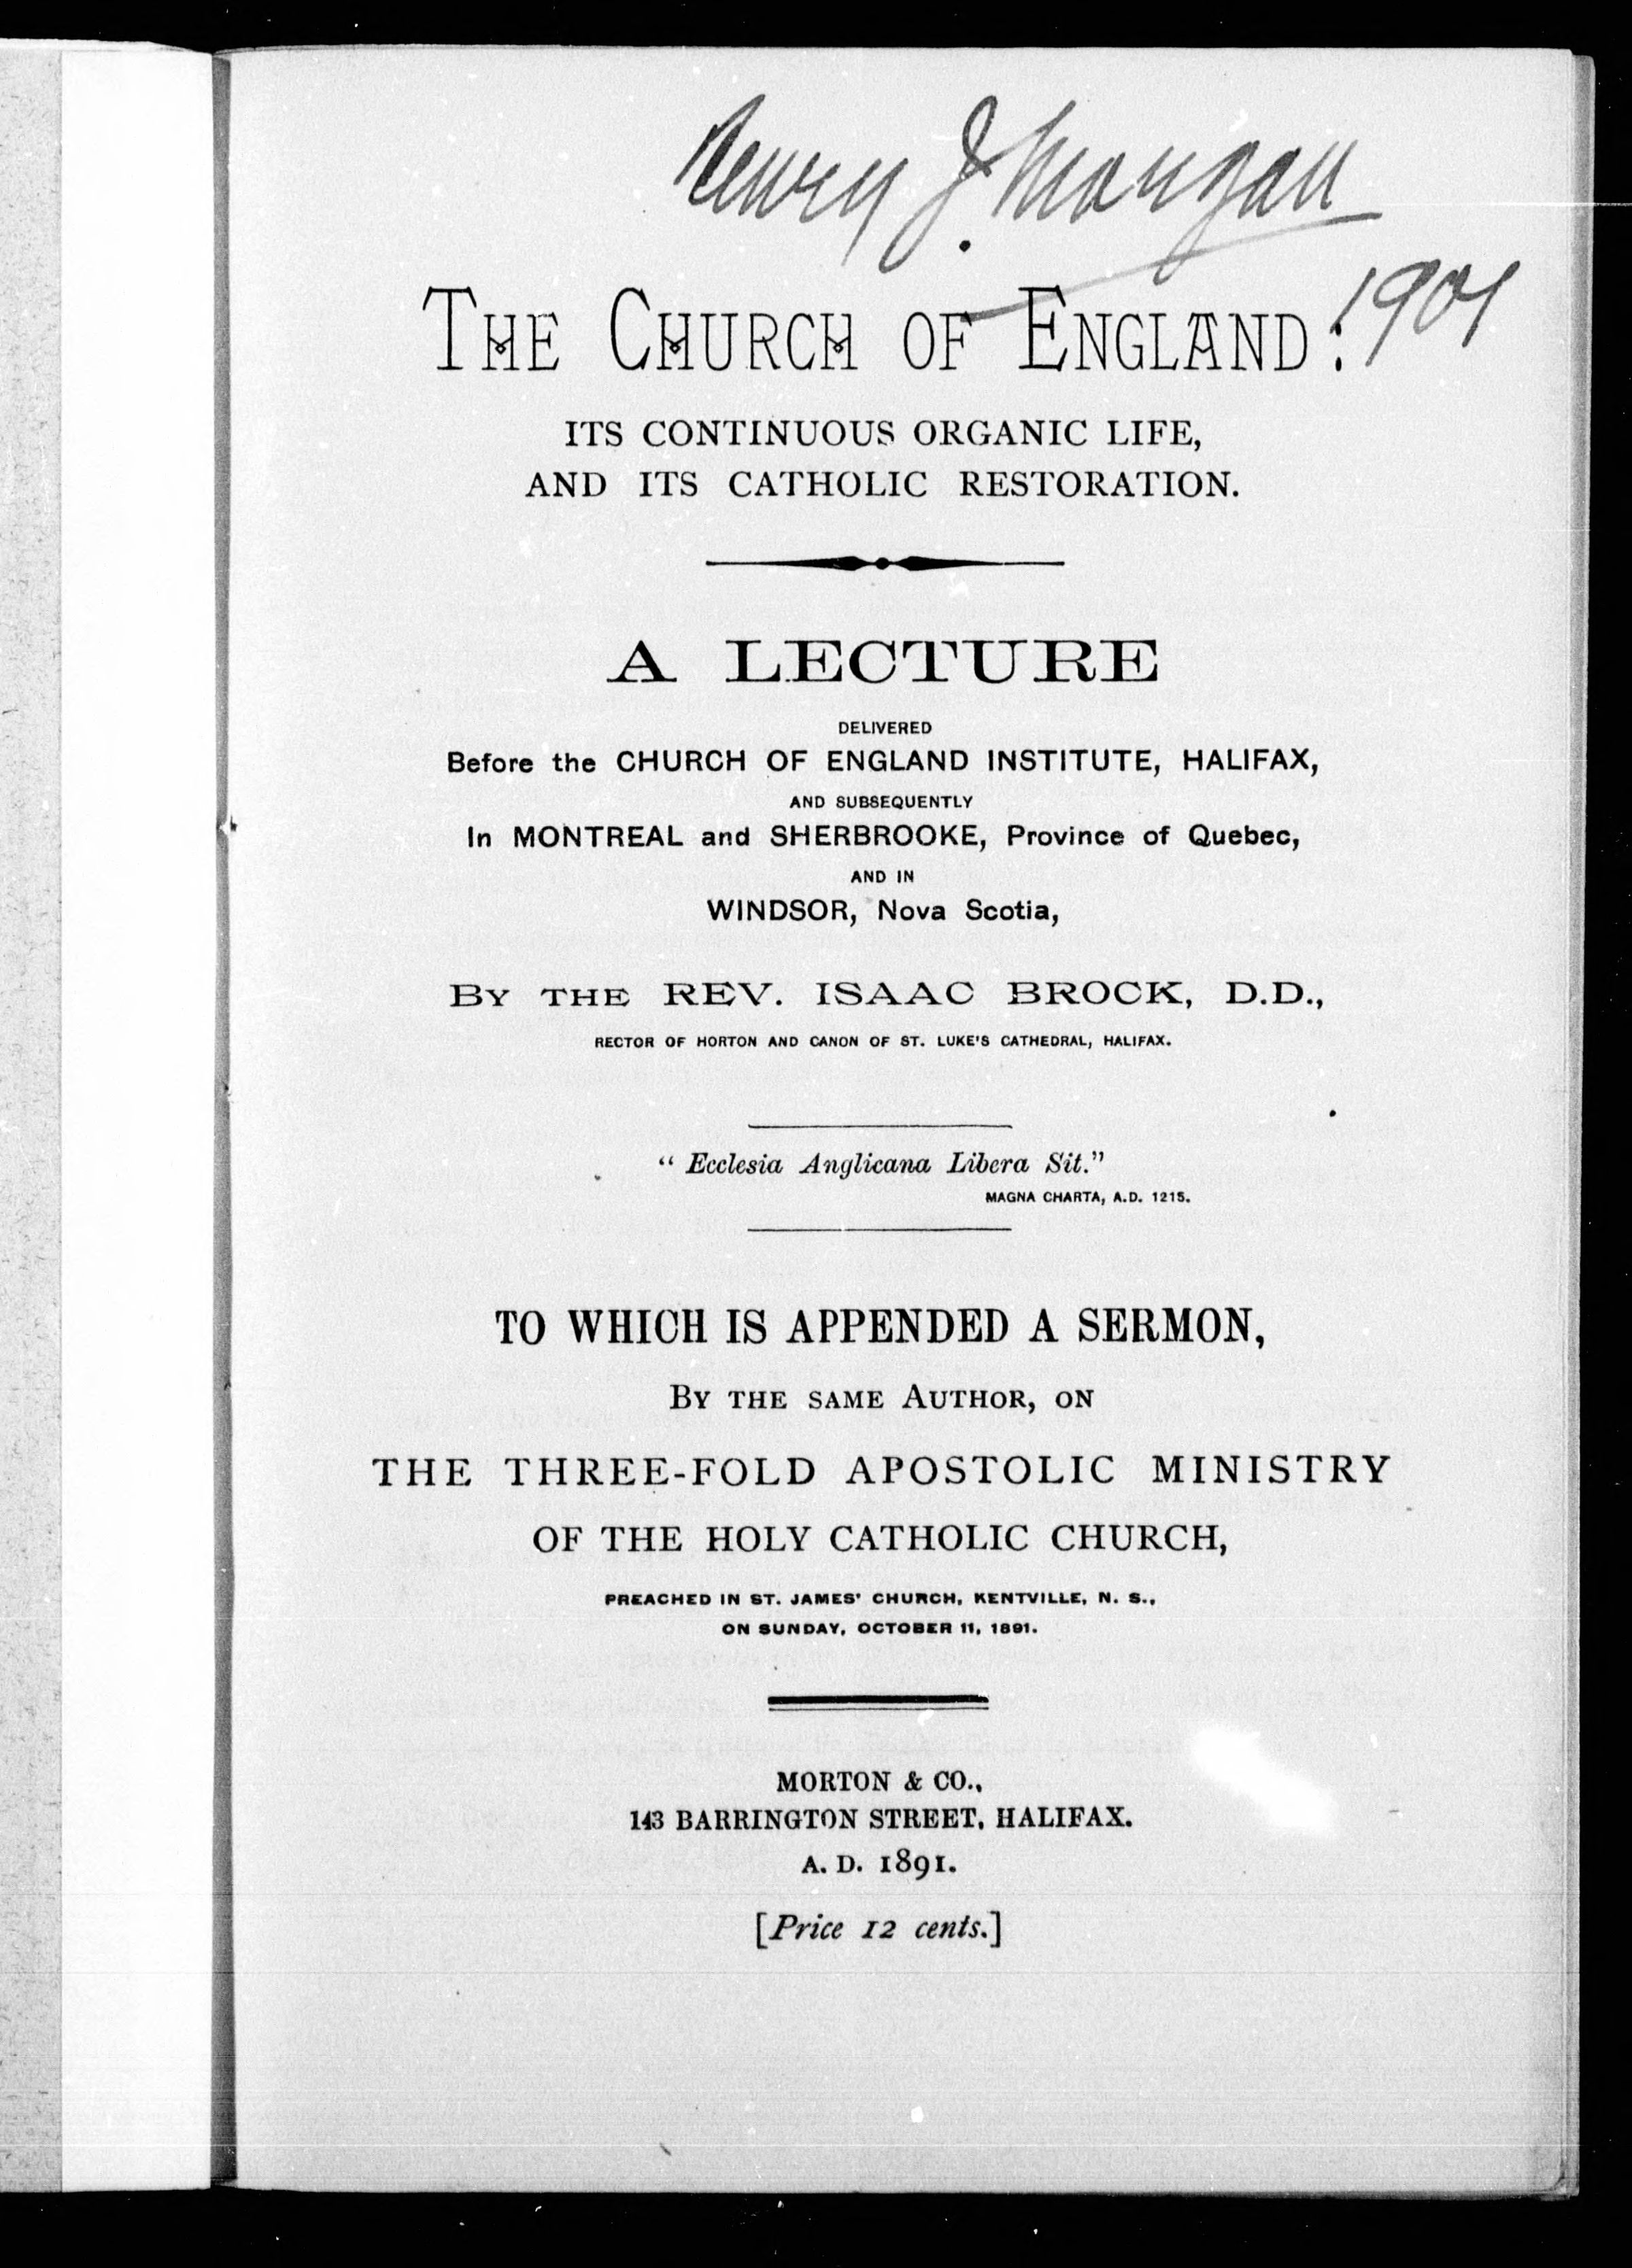 Henry J. Morgan
1901
THE CHURCH OF ENGLAND:
ITS CONTINUOUS ORGANIC LIFE,
AND ITS CATHOLIC RESTORATION.
A LECTURE
DELIVERED
Before the CHURCH OF ENGLAND INSTITUTE, HALIFAX,
AND SUBSEQUENTLY
In MONTREAL and SHERBROOKE, Province of Quebec,
AND IN
WINDSOR, Nova Scotia,
BY THE REV. ISAAC BROCK, D.D.,
RECTOR OF HORTON AND CANON OF ST. LUKE'S CATHEDRAL, HALIFAX.
"Ecclesia Anglicana Libera Sit."
MAGNA CHARTA, A.D. 1215.
TO WHICH IS APPENDED A SERMON,
BY THE SAME AUTHOR, ON
THE THREE-FOLD APOSTOLIC MINISTRY
OF THE HOLY CATHOLIC CHURCH,
PREACHED IN ST. JAMES' CHURCH, KENTVILLE, N. S.,
ON SUNDAY, OCTOBER 11, 1891.
MORTON & CO.,
143 BARRINGTON STREET, HALIFAX.
A. D. 1891.
[Price 12 cents.]